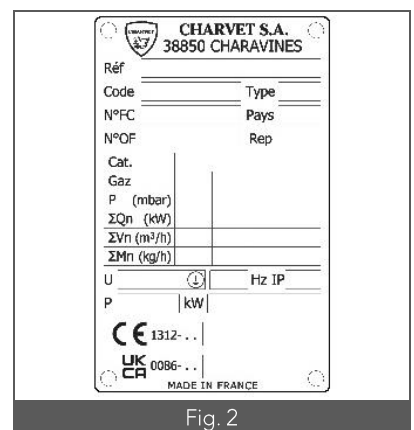 CHARVET
CHARVET S.A.
38850 CHARAVINES
Réf
Code Type
N°FC Pays
N°OF Rep
Cat.
Gaz
P (mbar)
ΣQn (kW)
ΣVn (m³/h)
ΣMn (kg/h)
U Hz IP
P kW
CE 1312-. .
UK CA 0086-. .
MADE IN FRANCE
Fig. 2